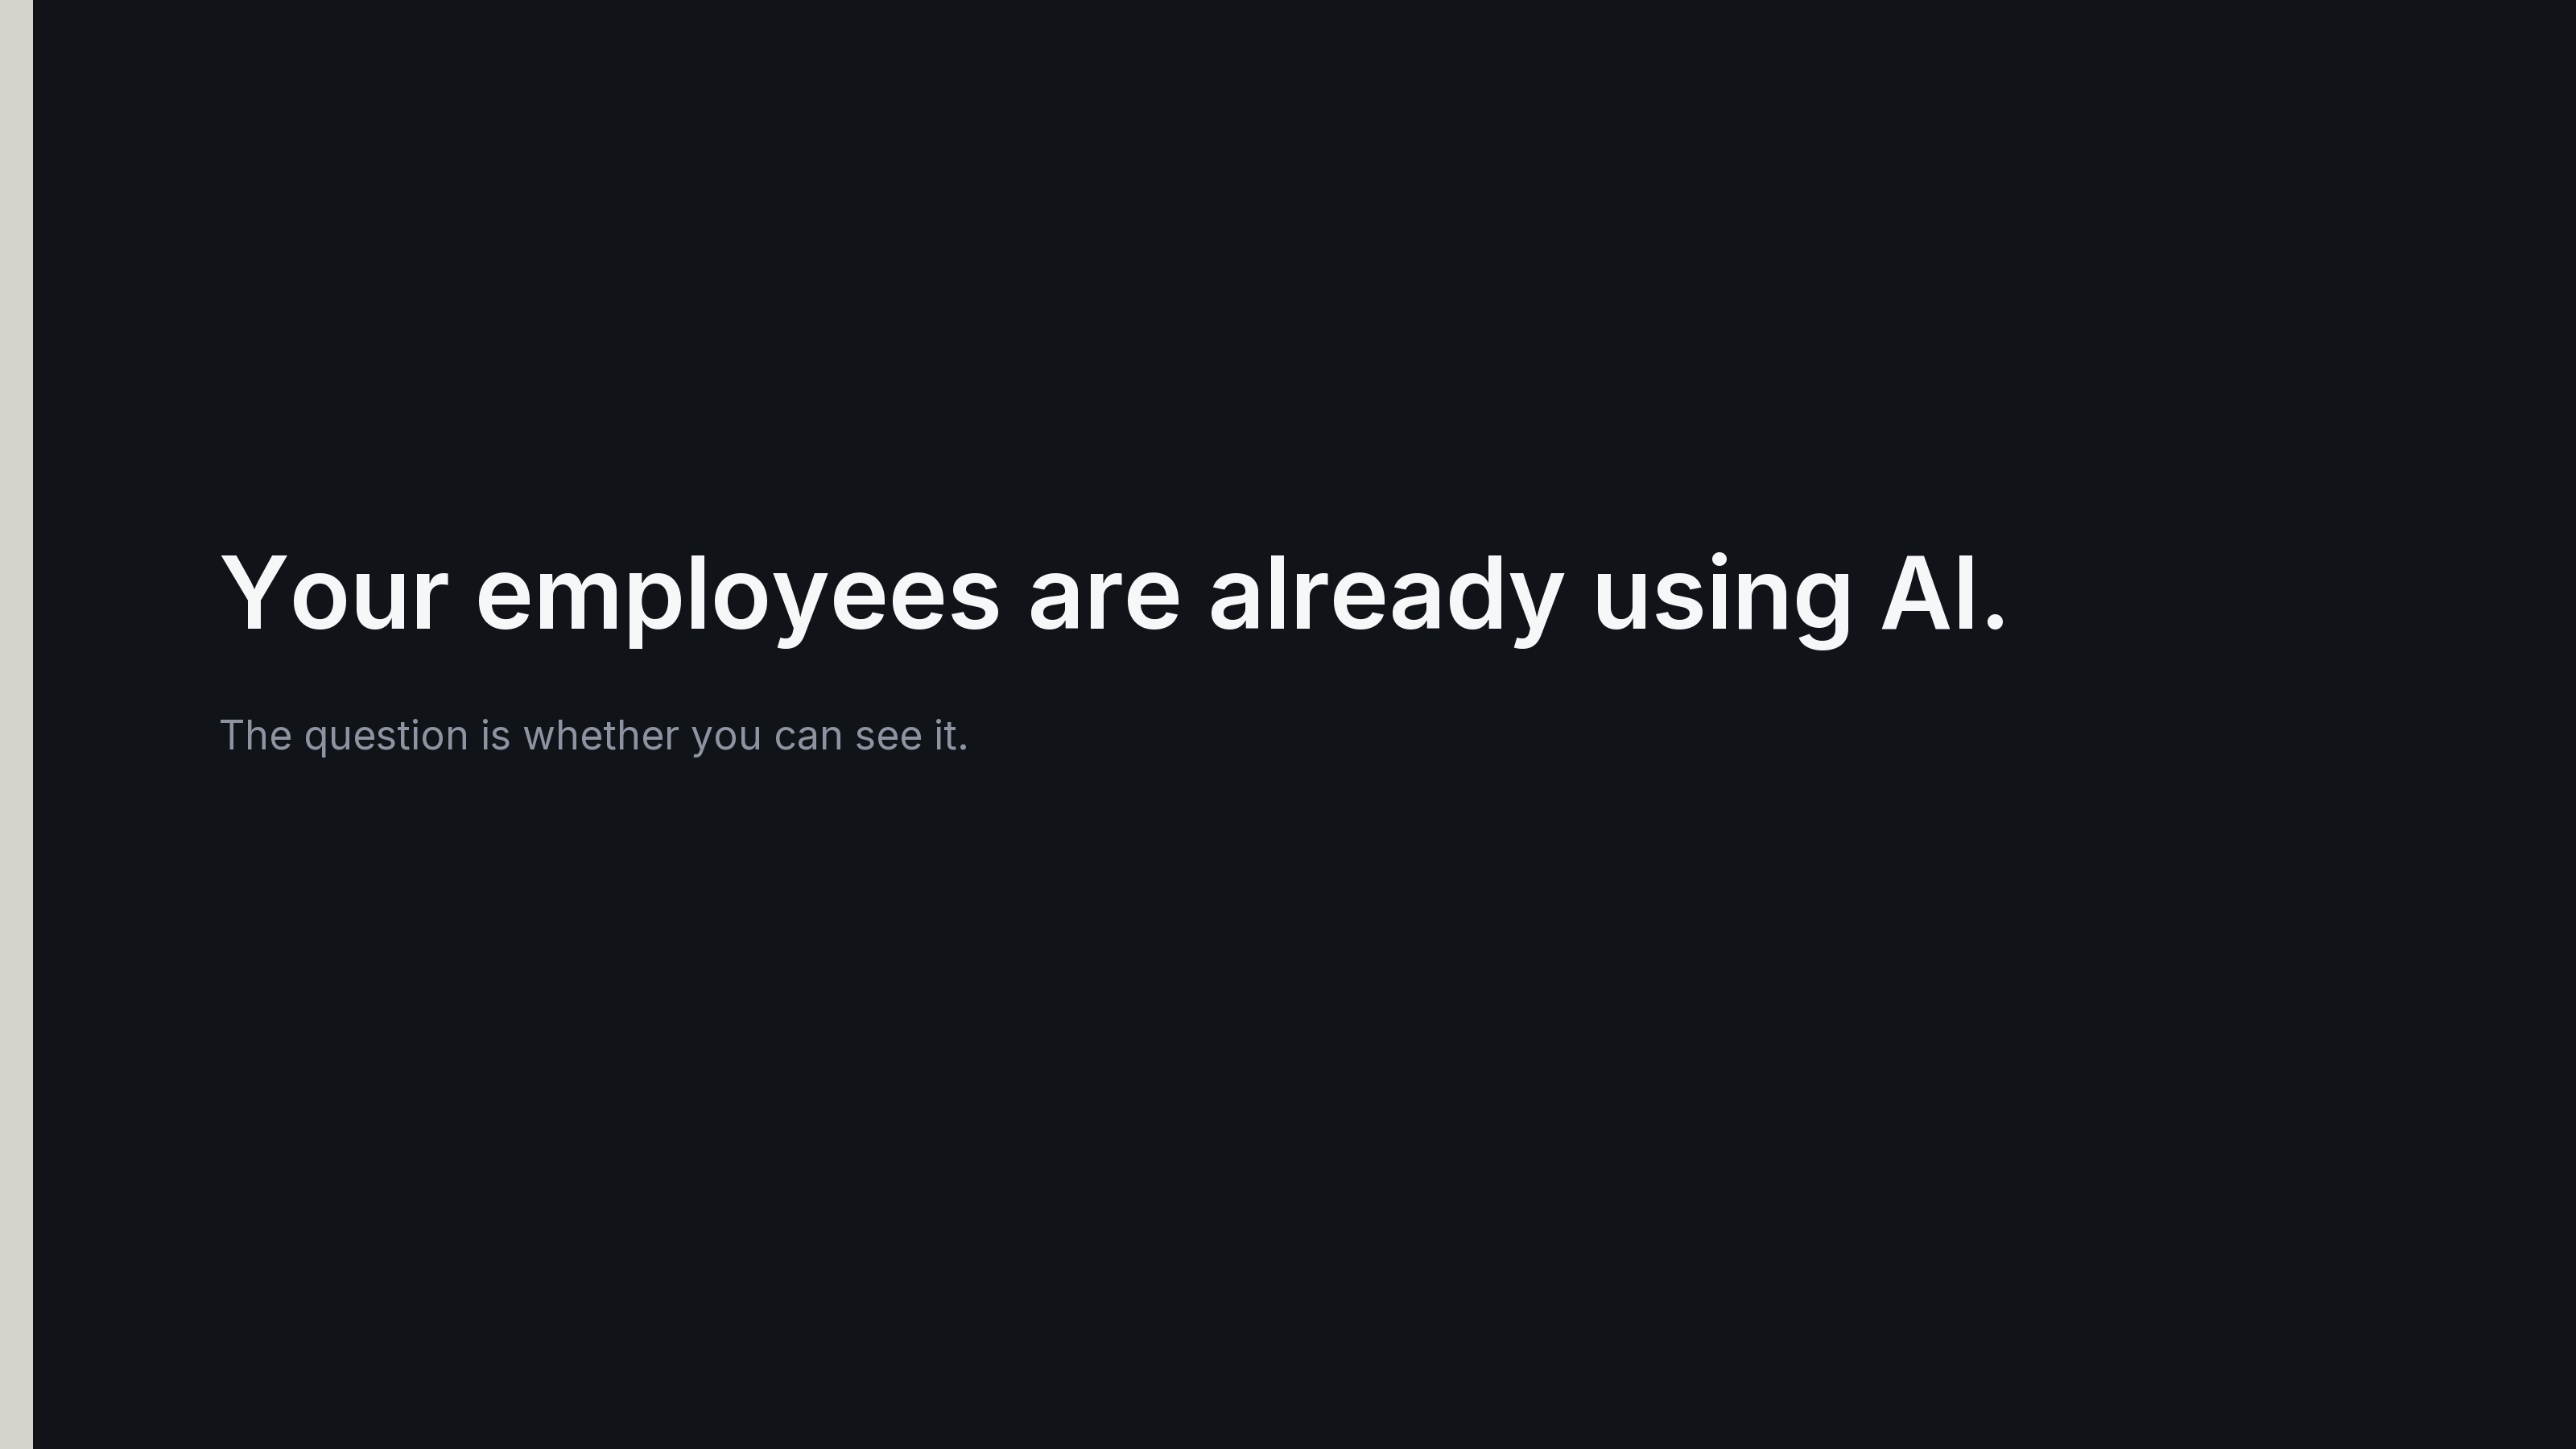 Your employees are already using AI.
The question is whether you can see it.